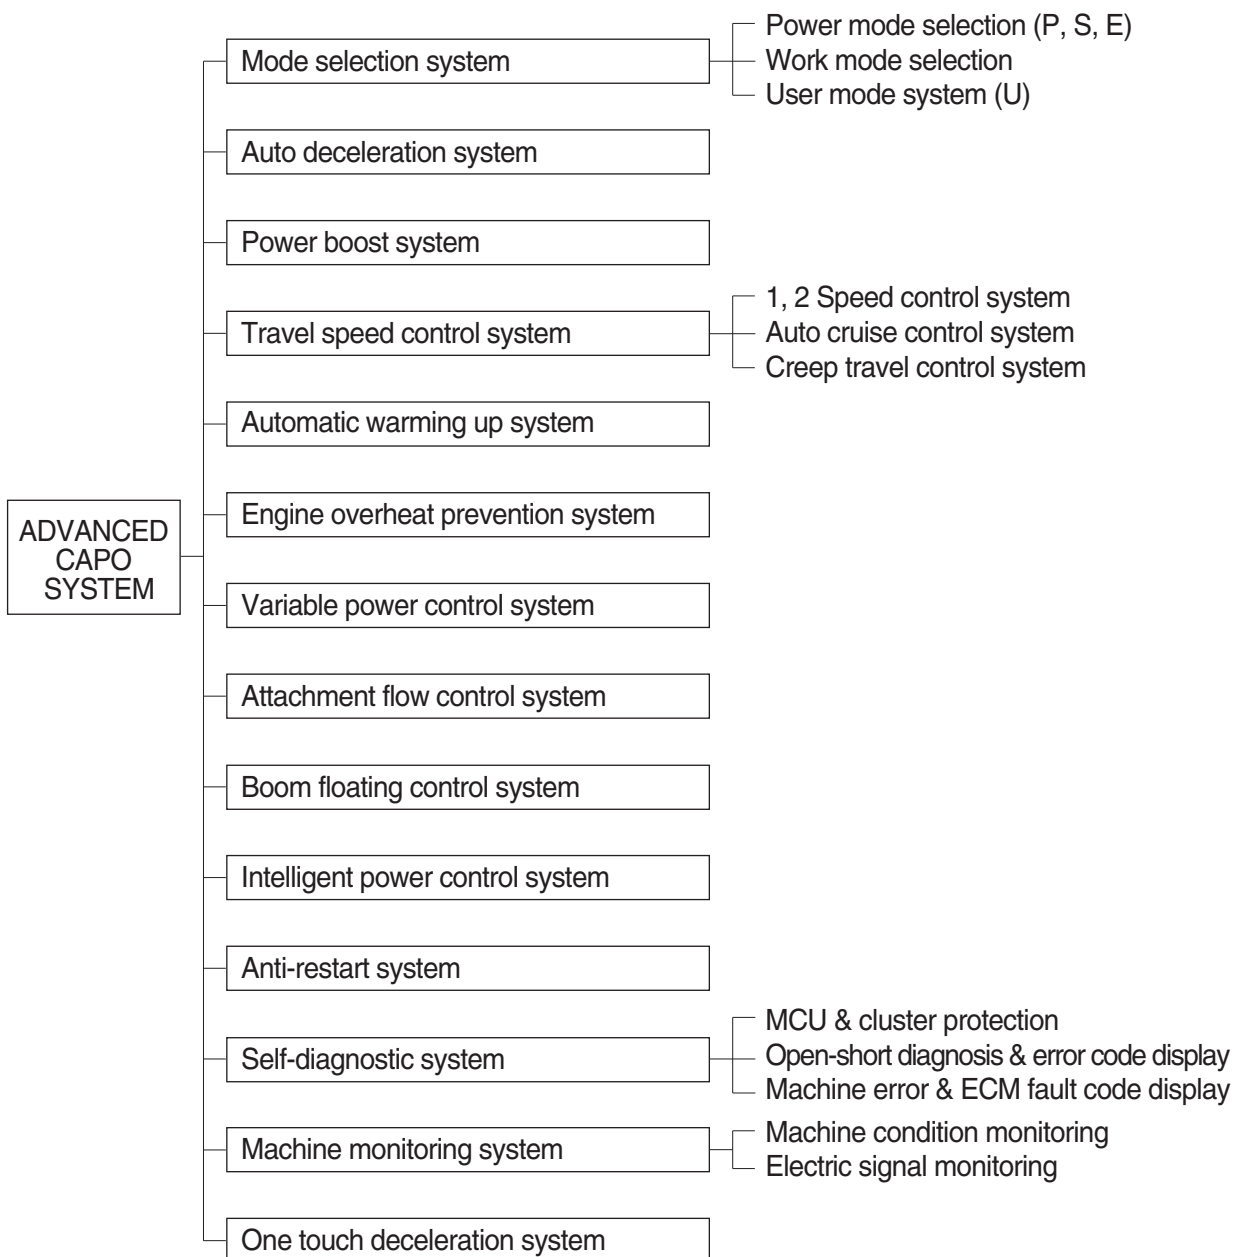 Mode selection system
Power mode selection (P, S, E)
Work mode selection
User mode system (U)
Auto deceleration system
Power boost system
Travel speed control system
1, 2 Speed control system
Auto cruise control system
Creep travel control system
Automatic warming up system
ADVANCED
CAPO
SYSTEM
Engine overheat prevention system
Variable power control system
Attachment flow control system
Boom floating control system
Intelligent power control system
Anti-restart system
Self-diagnostic system
MCU & cluster protection
Open-short diagnosis & error code display
Machine error & ECM fault code display
Machine monitoring system
Machine condition monitoring
Electric signal monitoring
One touch deceleration system